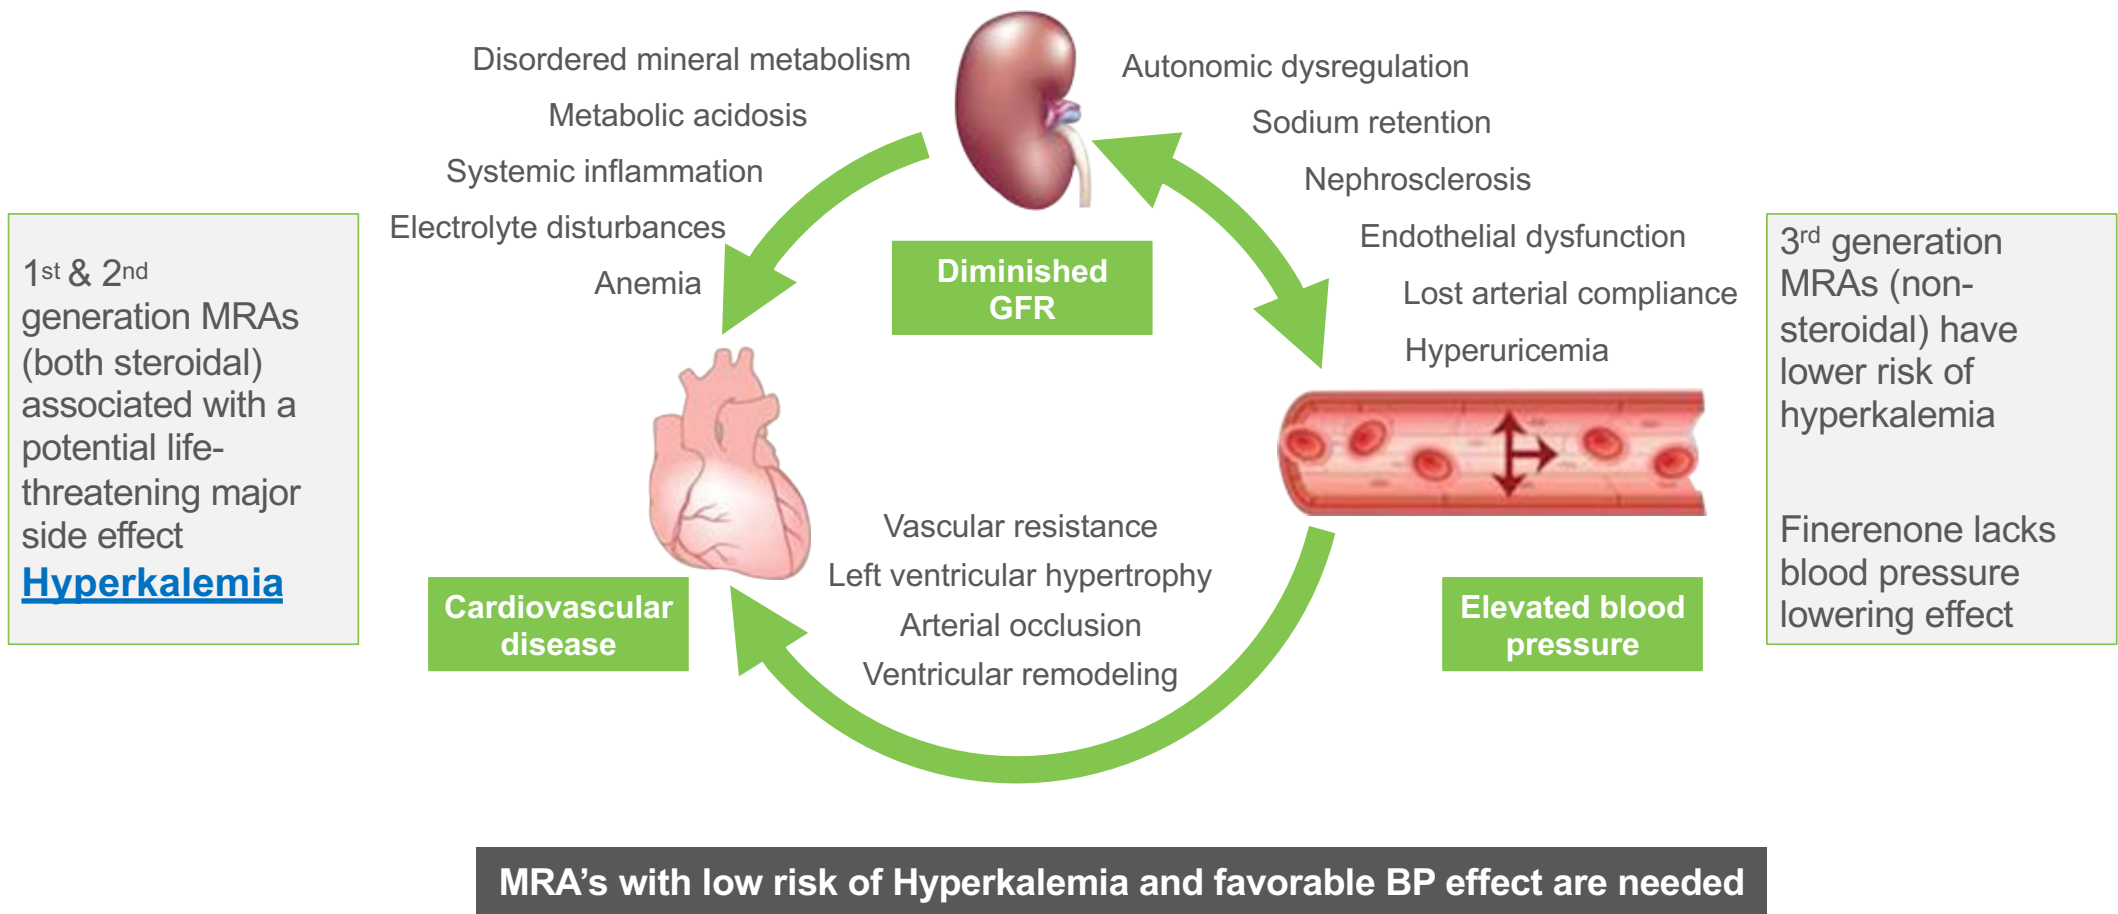 Disordered mineral metabolism
Metabolic acidosis
Systemic inflammation
Electrolyte disturbances
Anemia
Autonomic dysregulation
Sodium retention
Nephrosclerosis
Endothelial dysfunction
Lost arterial compliance
Hyperuricemia
1st & 2nd
generation MRAs
(both steroidal)
associated with a
potential life-
threatening major
side effect
Hyperkalemia
Diminished
GFR
3rd generation
MRAs (non-
steroidal) have
lower risk of
hyperkalemia
Finerenone lacks
blood pressure
lowering effect
Vascular resistance
Left ventricular hypertrophy
Arterial occlusion
Ventricular remodeling
Cardiovascular
disease
Elevated blood
pressure
MRA’s with low risk of Hyperkalemia and favorable BP effect are needed